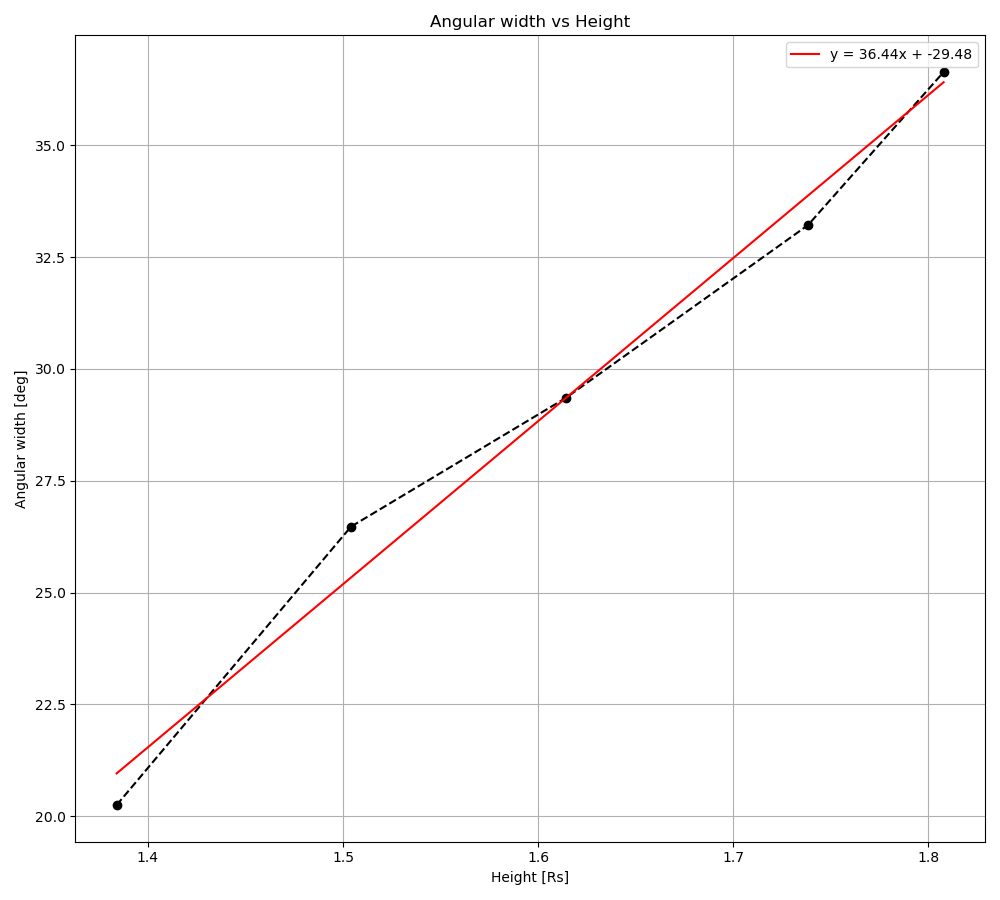 Angular width vs Height
y = 36.44x + -29.48
35.0
32.5
30.0
27.5
25.0
22.5
20.0
Angular width [deg]
1.4 1.5 1.6 1.7 1.8
Height [Rs]